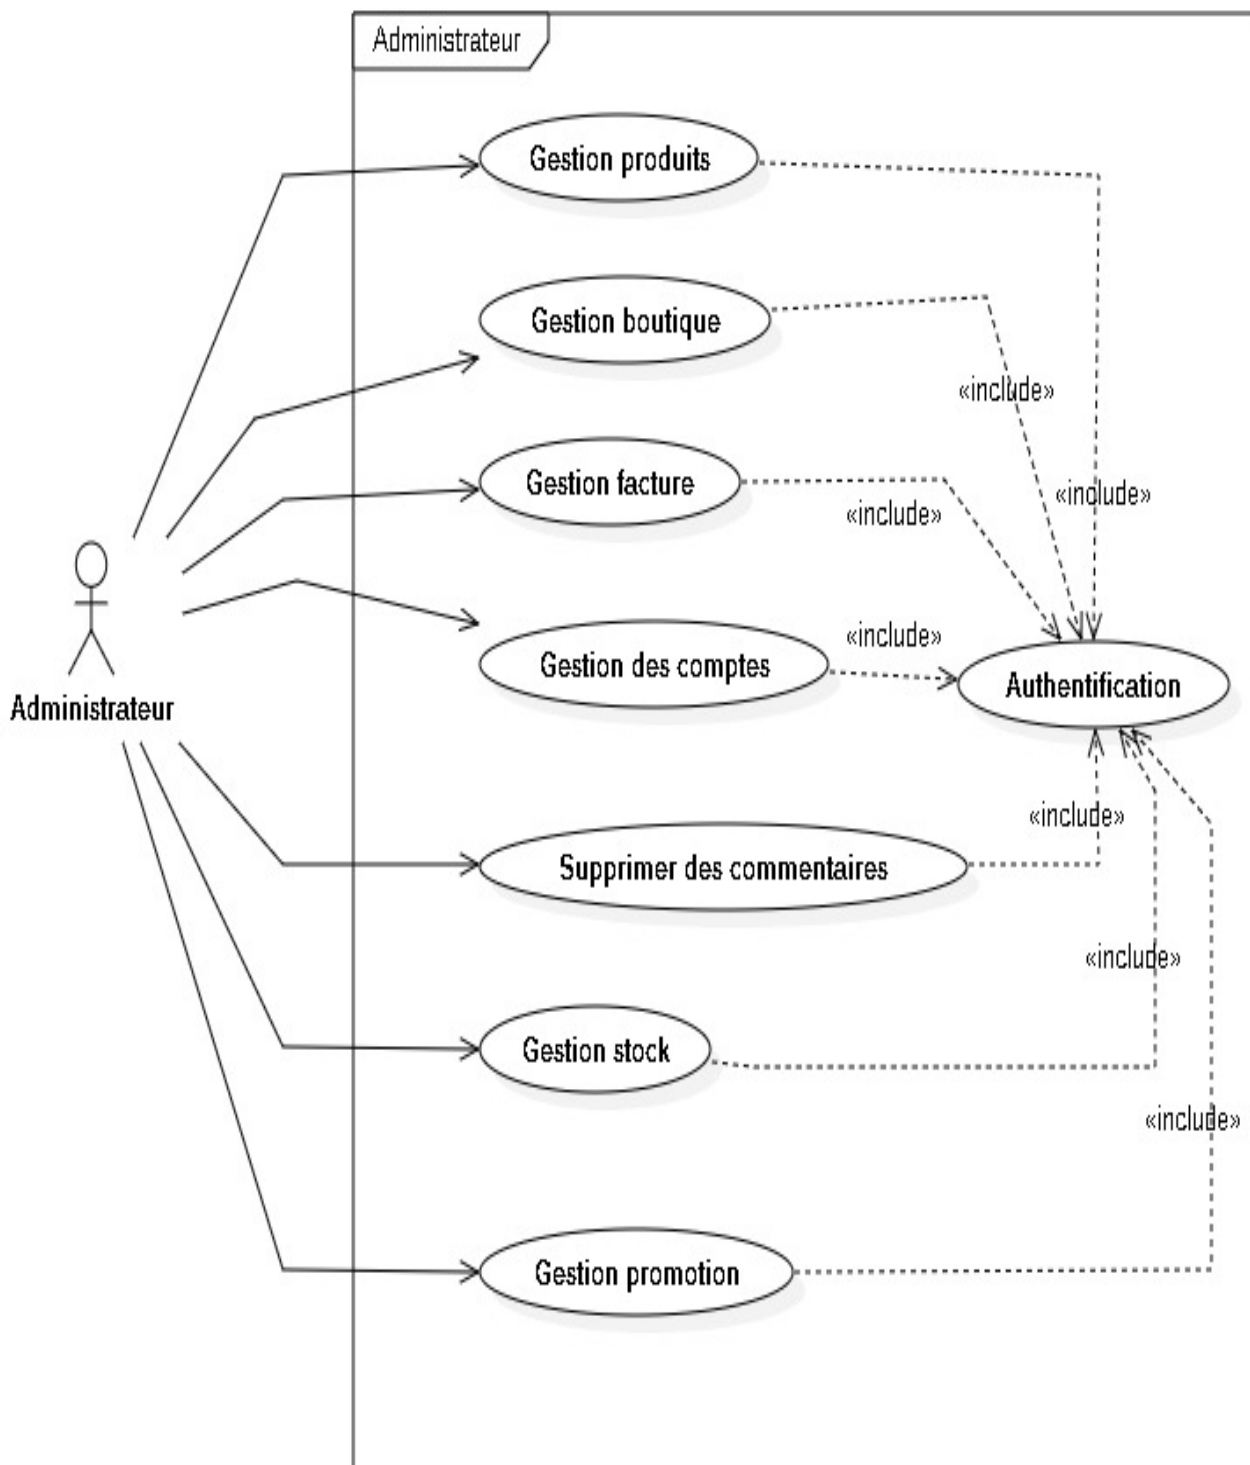 Administrateur
Gestion produits
Gestion boutique
«include»
Gestion facture
«include»
«include»
Gestion des comptes
«include»
Authentification
Administrateur
«include»
Supprimer des commentaires
«include»
Gestion stock
«include»
Gestion promotion